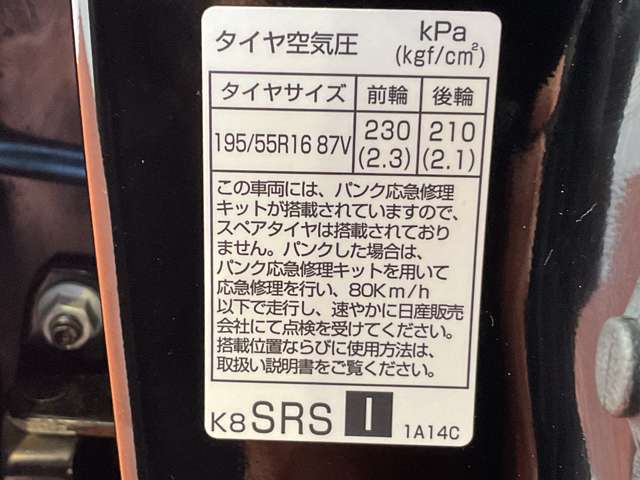 タイヤ空気圧 kPa
(kgf/cm²)
タイヤサイズ 前輪 後輪
195/55R16 87V 230 210
(2.3) (2.1)
この車両には、パンク応急修理
キットが搭載されていますので、
スペアタイヤは搭載されており
ません。パンクした場合は、
パンク応急修理キットを用いて
応急修理を行い、80Km/h
以下で走行し、速やかに日産販売
会社にて点検を受けてください。
搭載位置ならびに使用方法は、
取扱い説明書をご覧ください。
K8 SRS I 1A14C